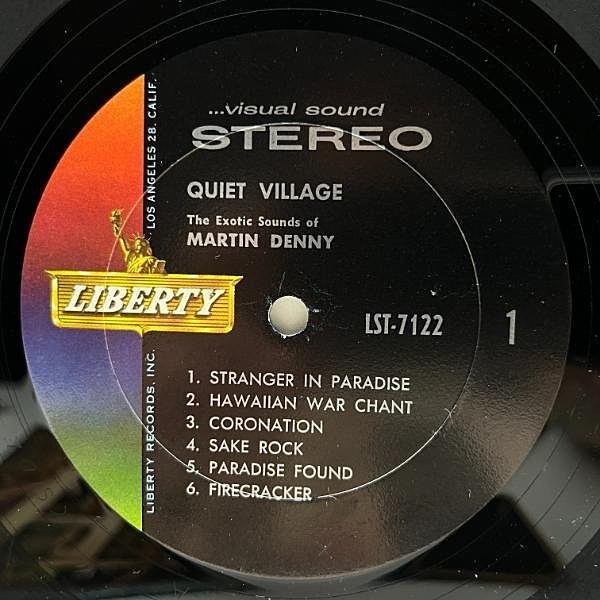 ...visual sound
STEREO
QUIET VILLAGE
The Exotic Sounds of
MARTIN DENNY
LIBERTY
LST-7122
1
1. STRANGER IN PARADISE
2. HAWAIIAN WAR CHANT
3. CORONATION
4. SAKE ROCK
5. PARADISE FOUND
6. FIRECRACKER
LIBERTY RECORDS, INC. LOS ANGELES 28, CALIF.